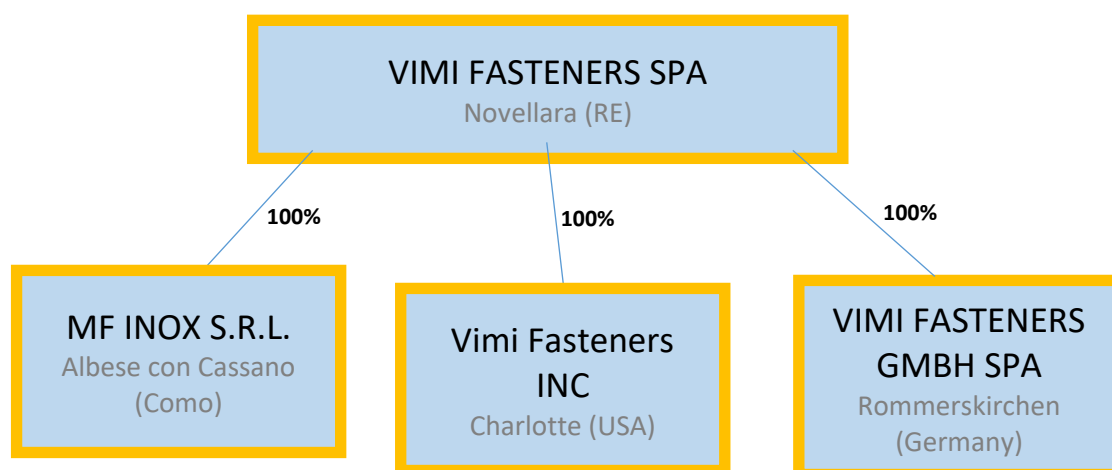 VIMI FASTENERS SPA
Novellara (RE)
100%
100%
100%
MF INOX S.R.L.
Albese con Cassano
(Como)
Vimi Fasteners
INC
Charlotte (USA)
VIMI FASTENERS
GMBH SPA
Rommerskirchen
(Germany)